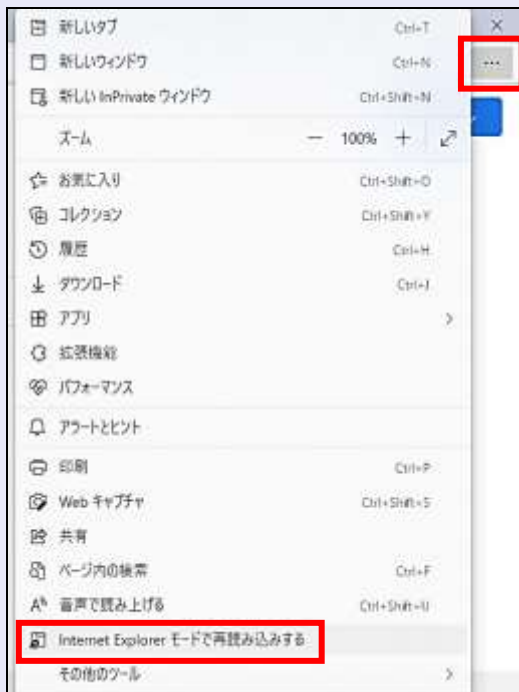 新しいタブ Ctrl+T
新しいウィンドウ Ctrl+N
新しい InPrivate ウィンドウ Ctrl+Shift+N
ズーム − 100% +
お気に入り Ctrl+Shift+O
コレクション Ctrl+Shift+Y
履歴 Ctrl+H
ダウンロード Ctrl+J
アプリ
拡張機能
パフォーマンス
アラートとヒント
印刷 Ctrl+P
Web キャプチャ Ctrl+Shift+S
共有
ページ内の検索 Ctrl+F
音声で読み上げる Ctrl+Shift+U
Internet Explorer モードで再読み込みする
その他のツール